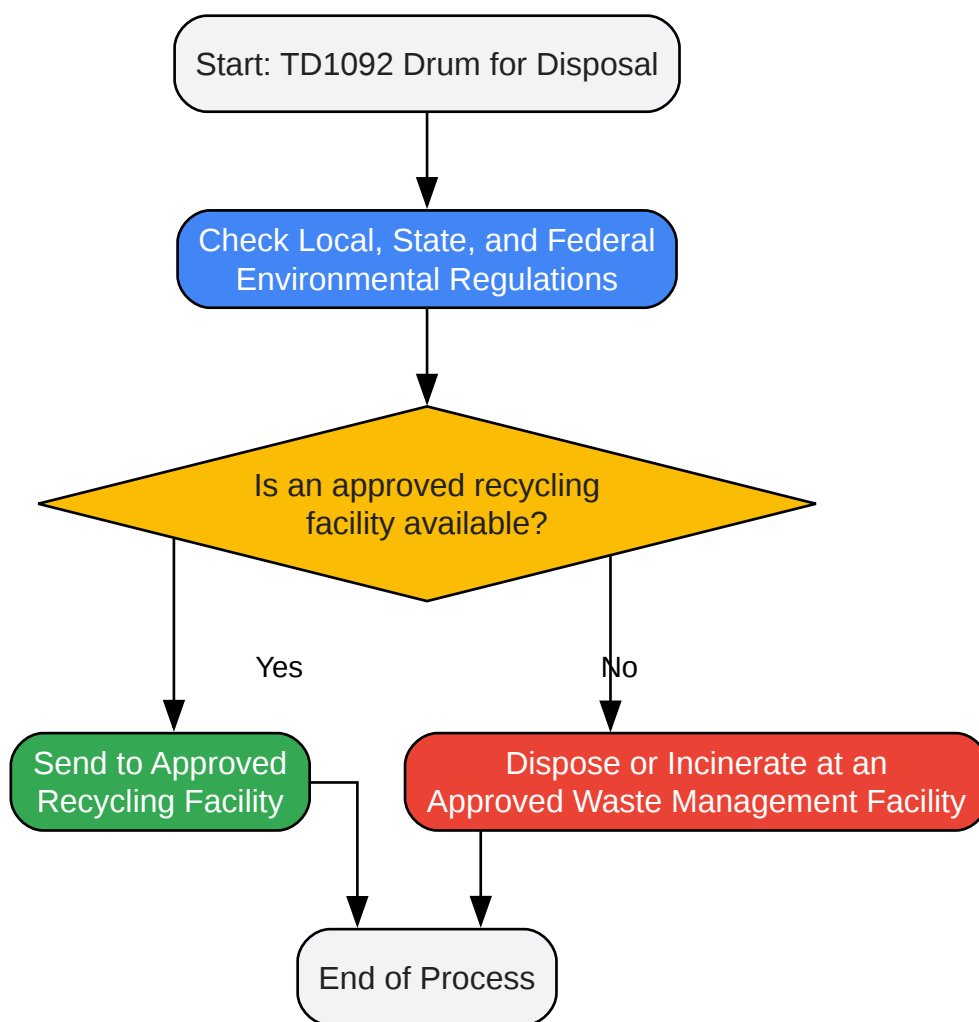 Start: TD1092 Drum for Disposal
Check Local, State, and Federal
Environmental Regulations
Is an approved recycling
facility available?
Yes
No
Send to Approved
Recycling Facility
Dispose or Incinerate at an
Approved Waste Management Facility
End of Process